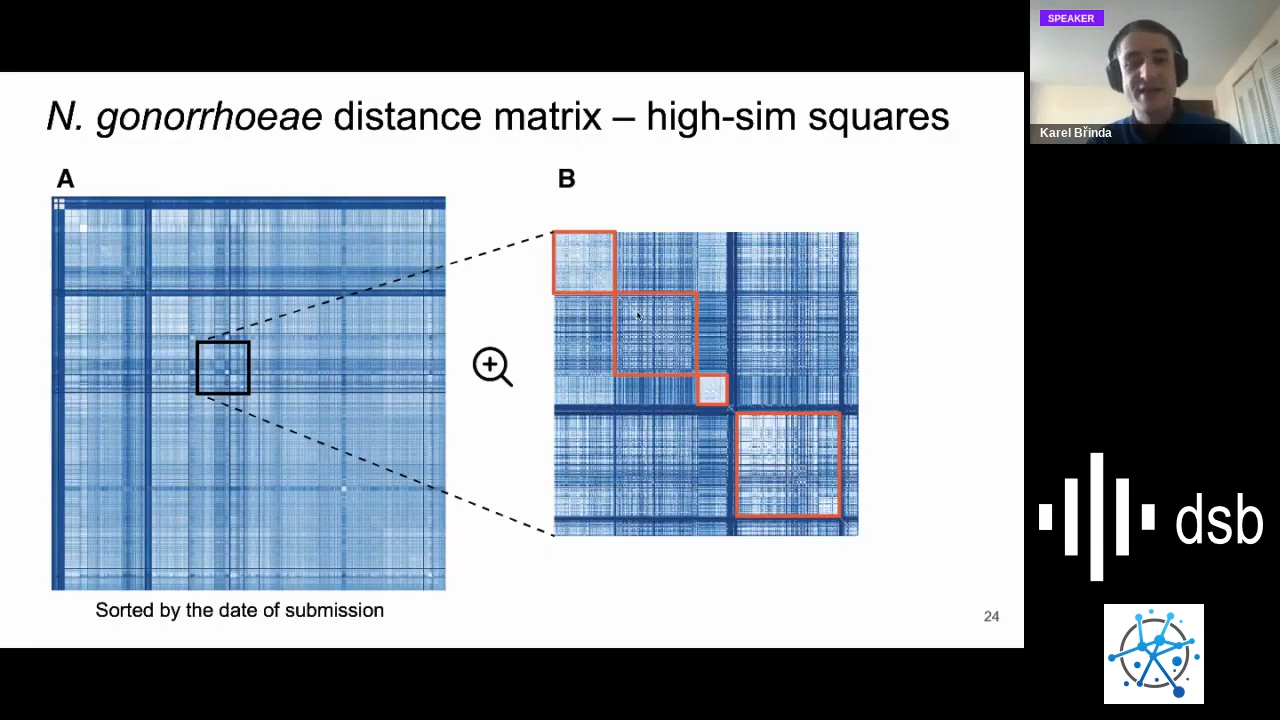 SPEAKER
Karel Břinda
N. gonorrhoeae distance matrix – high-sim squares
A
B
Sorted by the date of submission
24
dsb